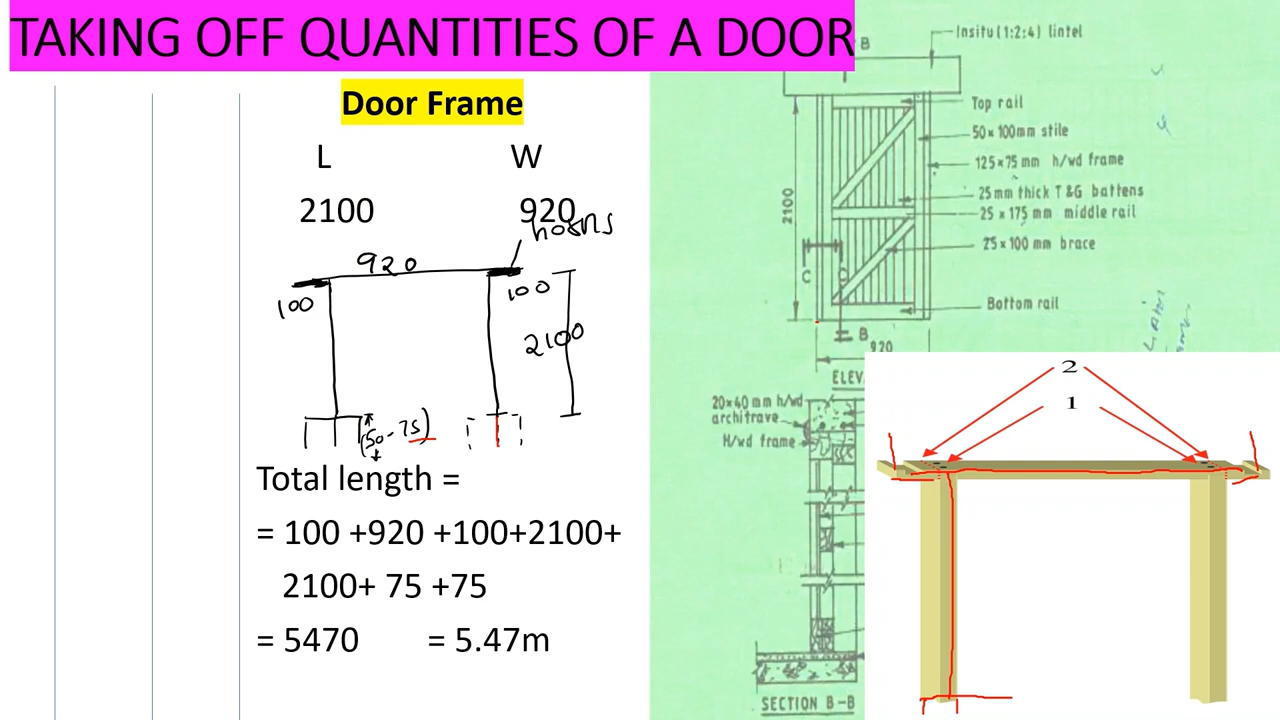 TAKING OFF QUANTITIES OF A DOOR
Door Frame
L W
2100 920
horns
920
100 100
2100
(50 - 75)
Total length =
= 100 +920 +100+2100+
2100+ 75 +75
= 5470 = 5.47m
B
Insitu (1:2:4) lintel
Top rail
50×100mm stile
125×75 mm h/wd frame
25mm thick T&G battens
25 x 175 mm middle rail
25×100 mm brace
Bottom rail
2100
C C
B
920
ELEV
20×40 mm h/wd
architrave
H/wd frame
SECTION B-B
2
1